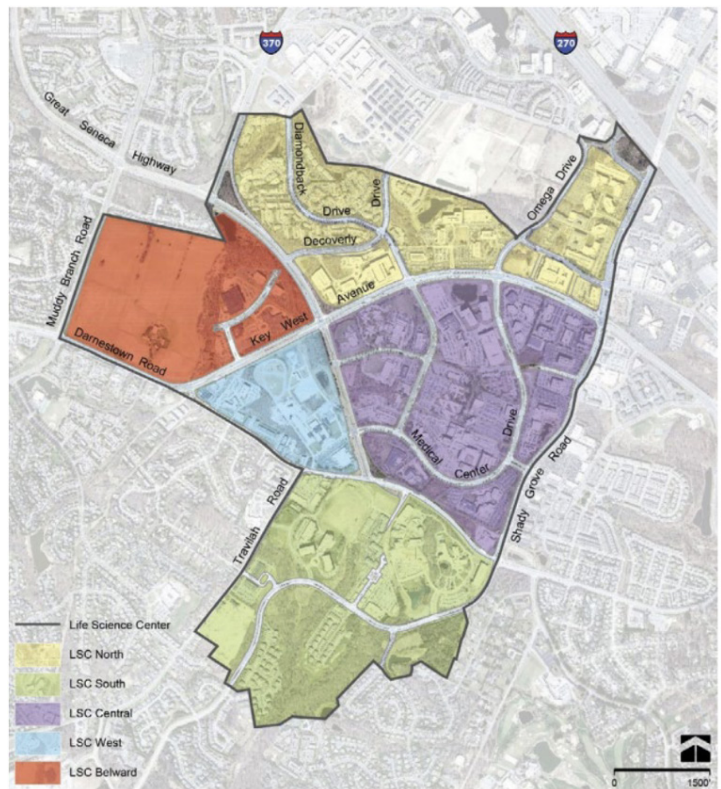 370
270
Great Seneca Highway
Diamondback
Drive
Drive
Omega Drive
Decoverly
Muddy Branch Road
Avenue
Key West
Darnestown Road
Medical
Center
Drive
Shady Grove Road
Travilah Road
Life Science Center
LSC North
LSC South
LSC Central
LSC West
LSC Belward
0 1500'